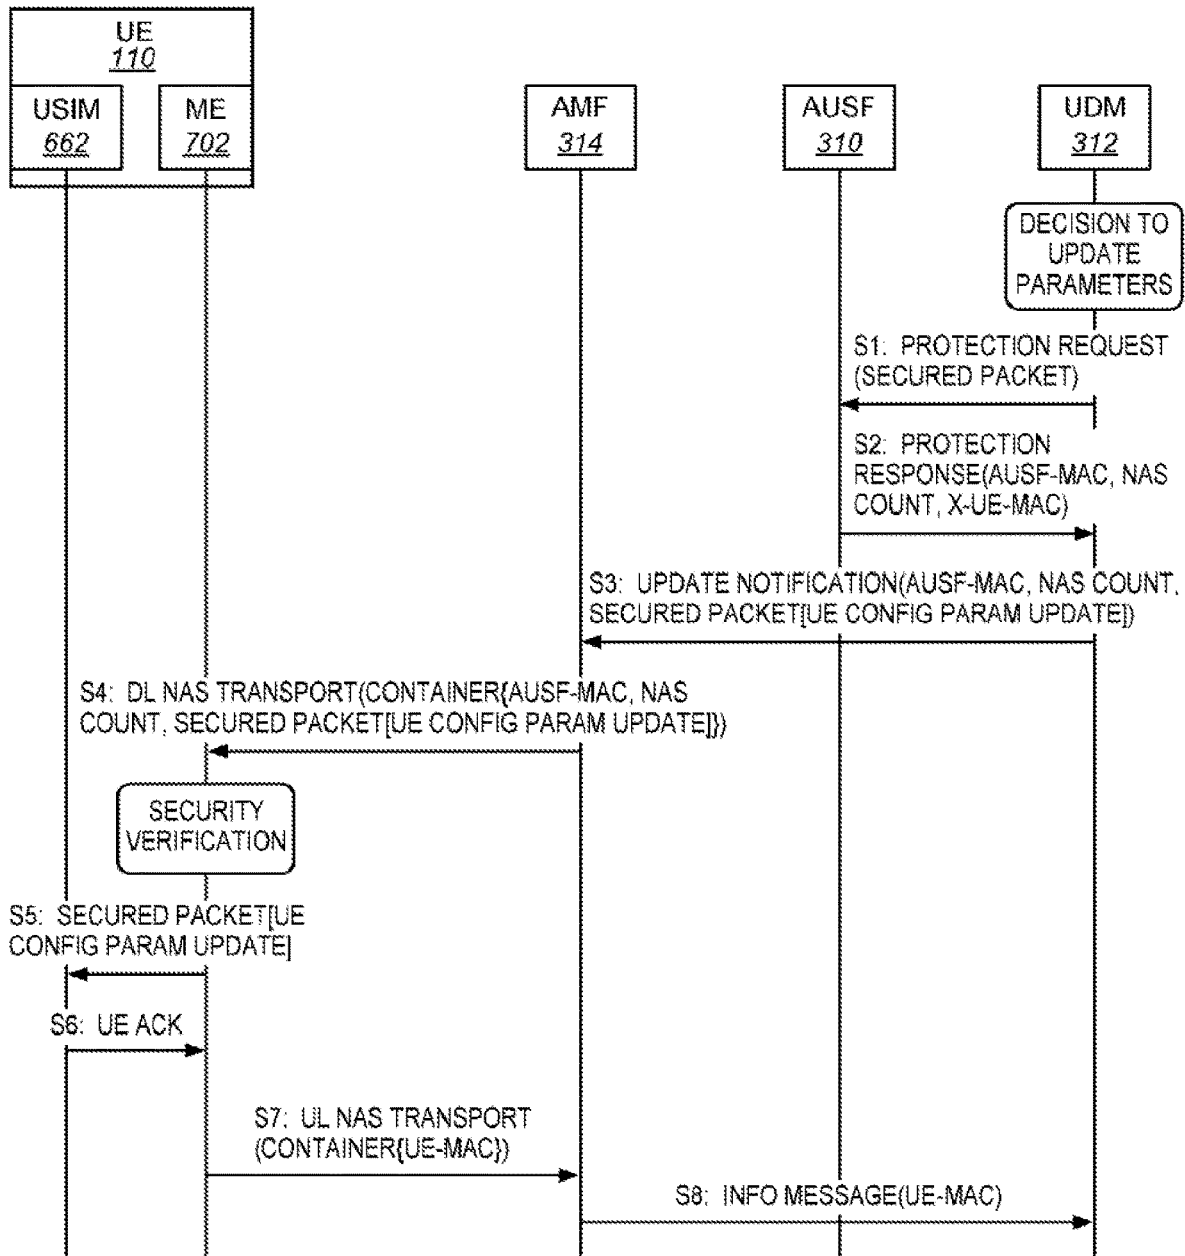 UE
110
USIM
662
ME
702
AMF
314
AUSF
310
UDM
312
DECISION TO
UPDATE
PARAMETERS
S1: PROTECTION REQUEST
(SECURED PACKET)
S2: PROTECTION
RESPONSE(AUSF-MAC, NAS
COUNT, X-UE-MAC)
S3: UPDATE NOTIFICATION(AUSF-MAC, NAS COUNT,
SECURED PACKET[UE CONFIG PARAM UPDATE])
S4: DL NAS TRANSPORT(CONTAINER{AUSF-MAC, NAS
COUNT, SECURED PACKET[UE CONFIG PARAM UPDATE]})
SECURITY
VERIFICATION
S5: SECURED PACKET[UE
CONFIG PARAM UPDATE]
S6: UE ACK
S7: UL NAS TRANSPORT
(CONTAINER{UE-MAC})
S8: INFO MESSAGE(UE-MAC)